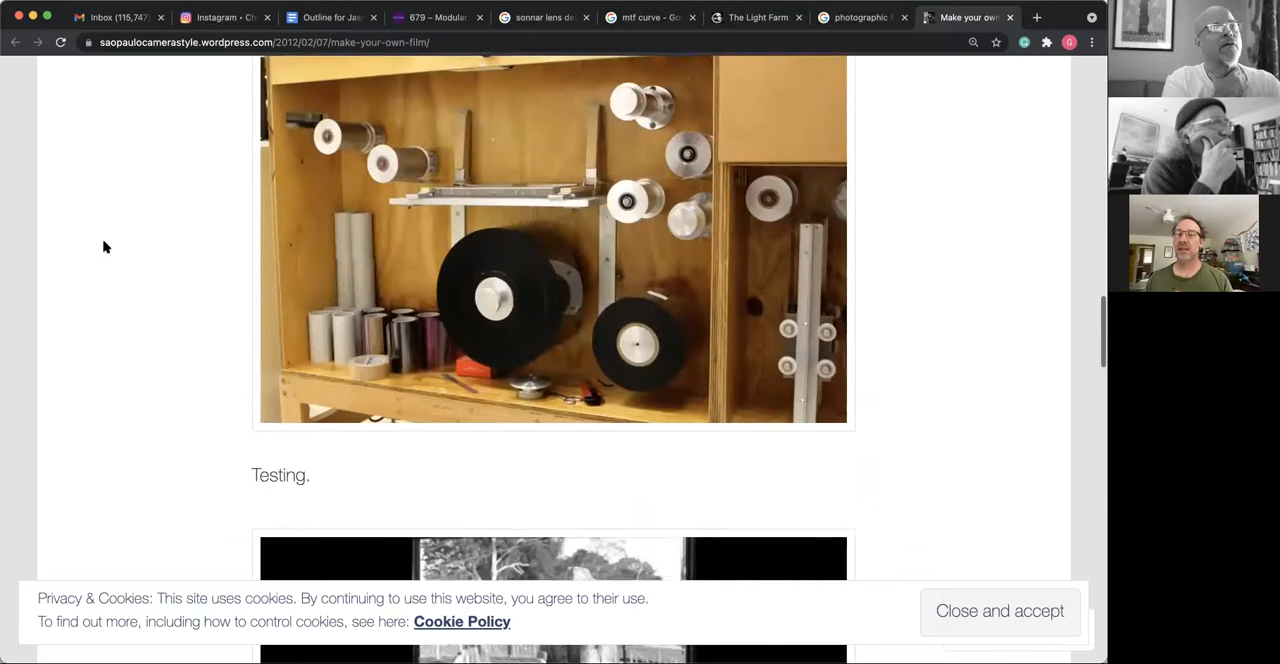 Inbox (115,747)
Instagram • Ch
Outline for Jas
679 – Modular
sonnar lens de
mtf curve - Go
The Light Farm
photographic f
Make your own
saopaulocamerastyle.wordpress.com/2012/02/07/make-your-own-film/
G
Testing.
Privacy & Cookies: This site uses cookies. By continuing to use this website, you agree to their use.
To find out more, including how to control cookies, see here: Cookie Policy
Close and accept